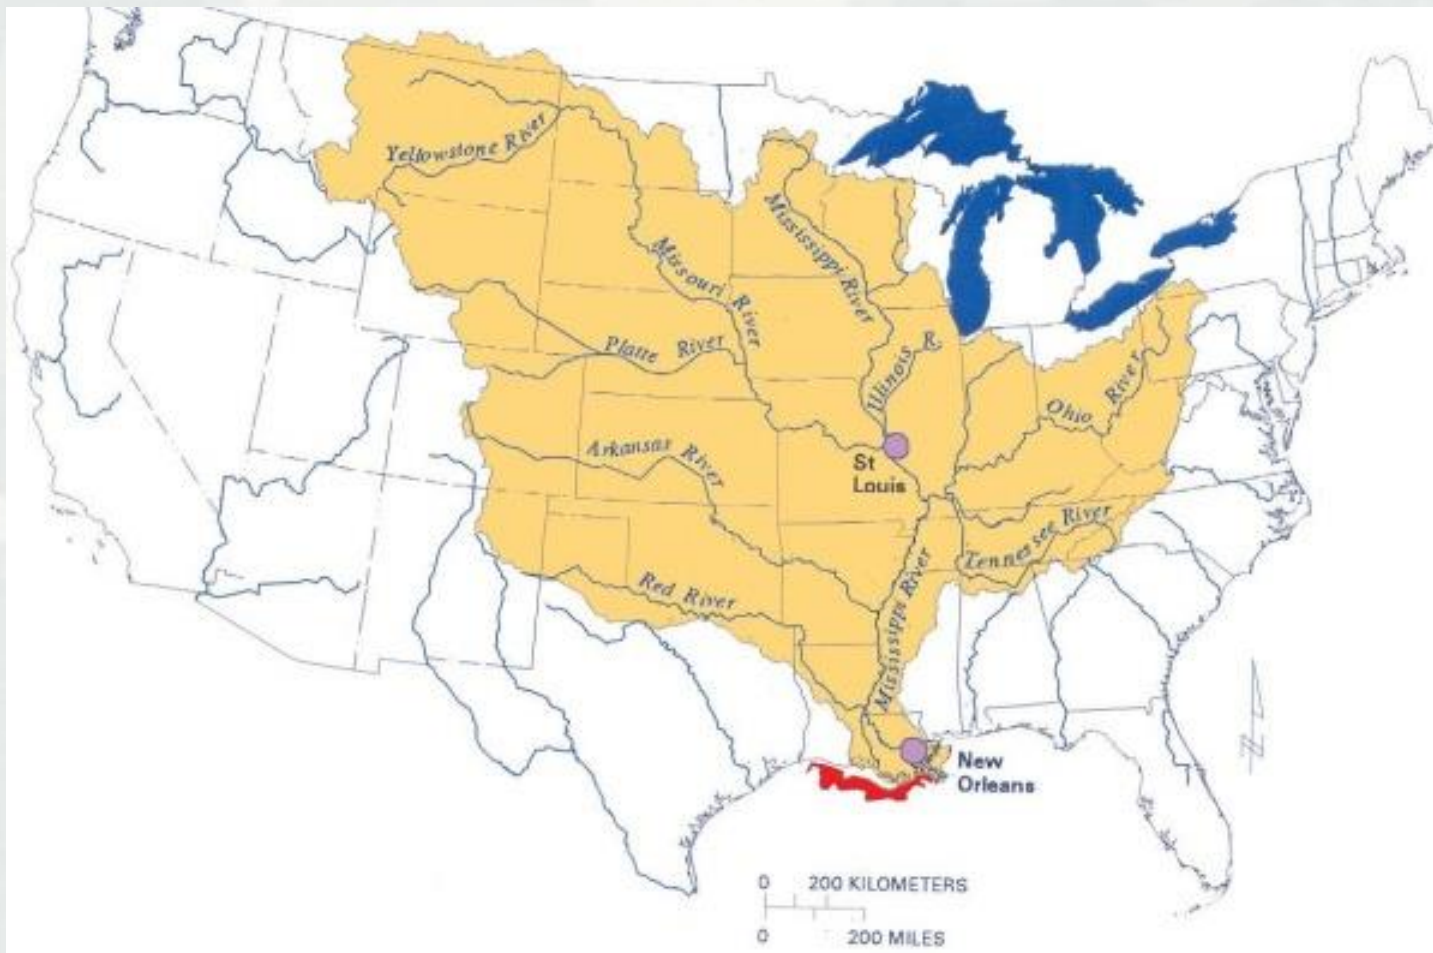 Yellowstone River
Mississippi River
Missouri River
Platte River
Illinois R.
Ohio River
Arkansas River
St
Louis
Tennessee River
Red River
Mississippi River
New
Orleans
0 200 KILOMETERS
0 200 MILES